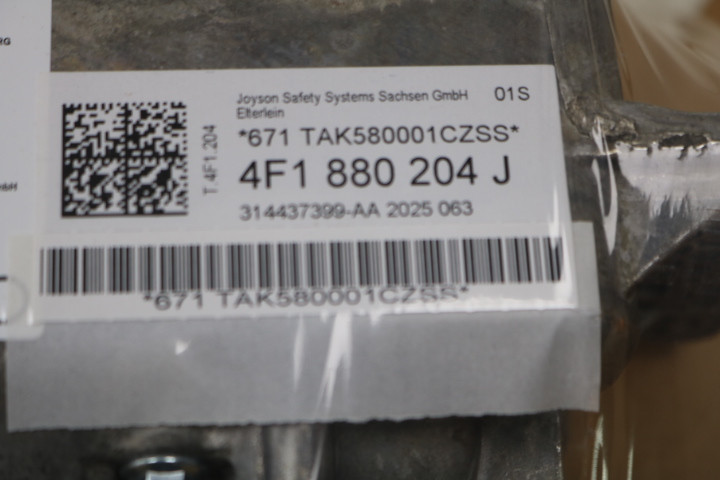 Joyson Safety Systems Sachsen GmbH
01S
Elterlein
*671 TAK580001CZSS*
T.4F1.204
4F1 880 204 J
314437399-AA 2025 063
*671 TAK580001CZSS*